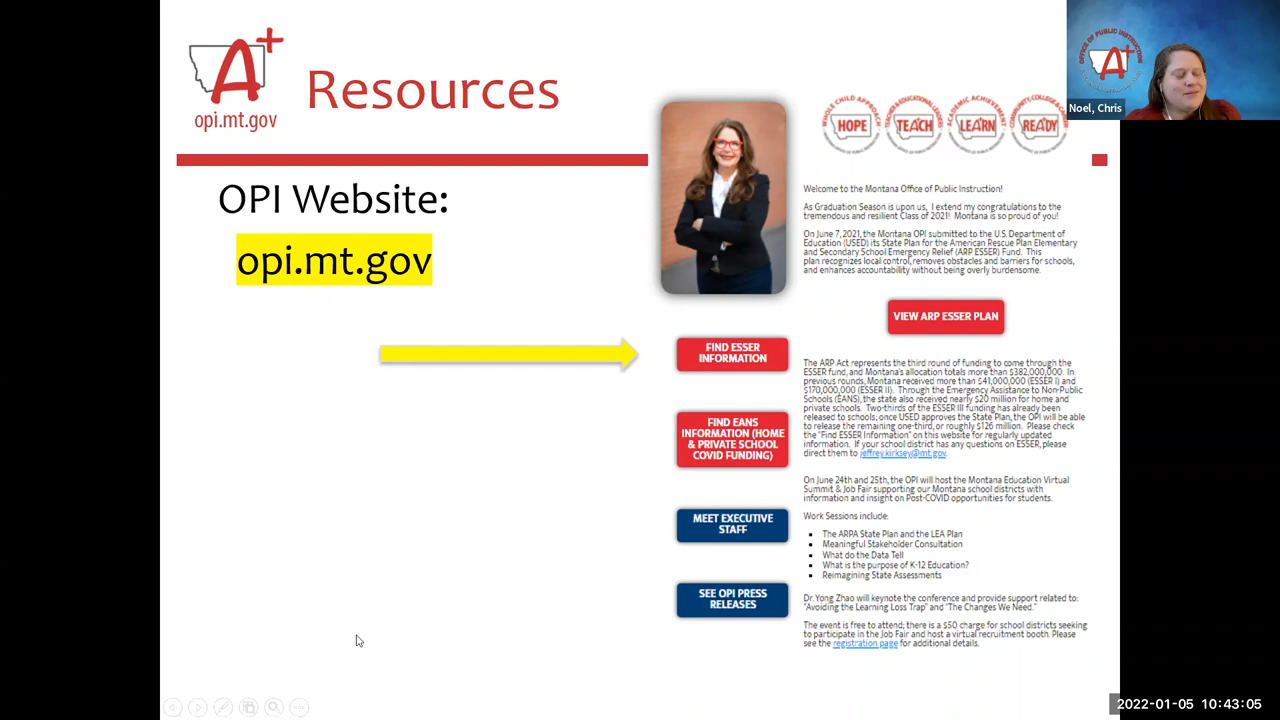 A+
opi.mt.gov
Resources
OPI Website:
opi.mt.gov
WHOLE CHILD APPROACH
HOPE
TEACH
ACADEMIC ACHIEVEMENT
LEARN
READY
OFFICE OF PUBLIC INSTRUCTION
Noel, Chris
Welcome to the Montana Office of Public Instruction!
As Graduation Season is upon us, I extend my congratulations to the
tremendous and resilient Class of 2021! Montana is so proud of you!
On June 7, 2021, the Montana OPI submitted to the U.S. Department of
Education (USED) its State Plan for the American Rescue Plan Elementary
and Secondary School Emergency Relief (ARP ESSER) Fund. This
plan recognizes local control, removes obstacles and barriers for schools,
and enhances accountability without being overly burdensome.
VIEW ARP ESSER PLAN
FIND ESSER
INFORMATION
FIND EANS
INFORMATION (HOME
& PRIVATE SCHOOL
COVID FUNDING)
MEET EXECUTIVE
STAFF
SEE OPI PRESS
RELEASES
The ARP Act represents the third round of funding to come through the
ESSER fund, and Montana's allocation totals more than $382,000,000. In
previous rounds, Montana received more than $41,000,000 (ESSER I) and
$170,000,000 (ESSER II). Through the Emergency Assistance to Non-Public
Schools (EANS), the state also received nearly $20 million for home and
private schools. Two-thirds of the ESSER III funding has already been
released to schools; once USED approves the State Plan, the OPI will be able
to release the remaining one-third, or roughly $126 million. Please check
the "Find ESSER Information" on this website for regularly updated
information. If your school district has any questions on ESSER, please
direct them to jeffrey.kirksey@mt.gov.
On June 24th and 25th, the OPI will host the Montana Education Virtual
Summit & Job Fair supporting our Montana school districts with
information and insight on Post-COVID opportunities for students.
Work Sessions include:
▪ The ARPA State Plan and the LEA Plan
▪ Meaningful Stakeholder Consultation
▪ What do the Data Tell
▪ What is the purpose of K-12 Education?
▪ Reimagining State Assessments
Dr. Yong Zhao will keynote the conference and provide support related to:
"Avoiding the Learning Loss Trap" and "The Changes We Need."
The event is free to attend; there is a $50 charge for school districts seeking
to participate in the Job Fair and host a virtual recruitment booth. Please
see the registration page for additional details.
2022-01-05 10:43:05